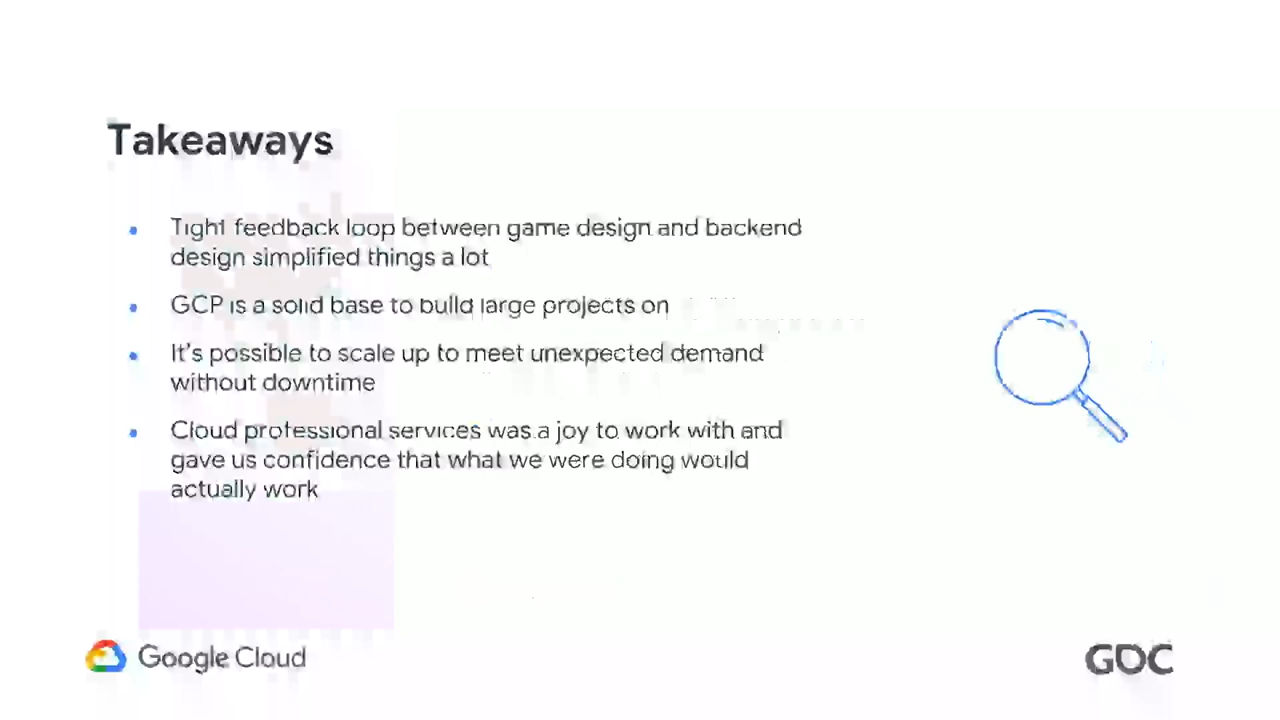 Takeaways
Tight feedback loop between game design and backend
design simplified things a lot
GCP is a solid base to build large projects on
It's possible to scale up to meet unexpected demand
without downtime
Cloud professional services was a joy to work with and
gave us confidence that what we were doing would
actually work
Google Cloud
GDC